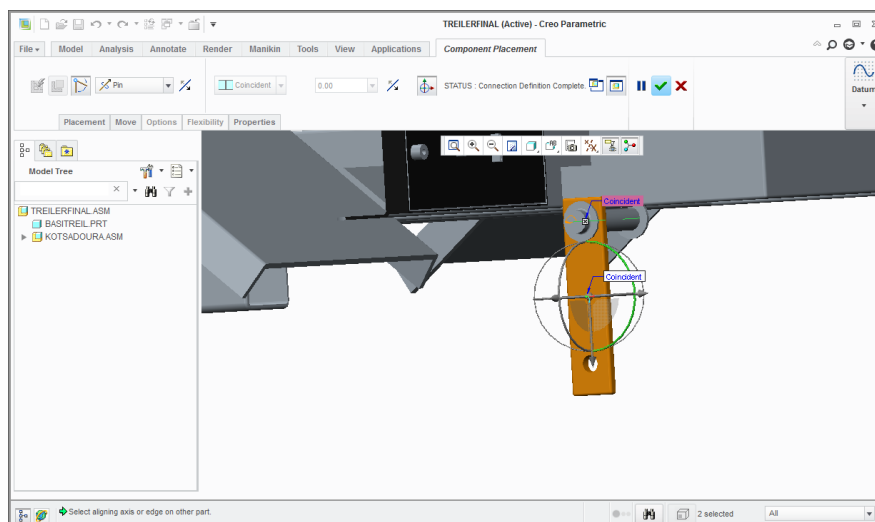 TREILERFINAL (Active) - Creo Parametric
File Model Analysis Annotate Render Manikin Tools View Applications Component Placement
Pin Coincident 0.00 STATUS : Connection Definition Complete.
Datum
Placement Move Options Flexibility Properties
Model Tree
TREILERFINAL.ASM
BASITREIL.PRT
KOTSADOURA.ASM
Coincident
Coincident
Select aligning axis or edge on other part. 2 selected All